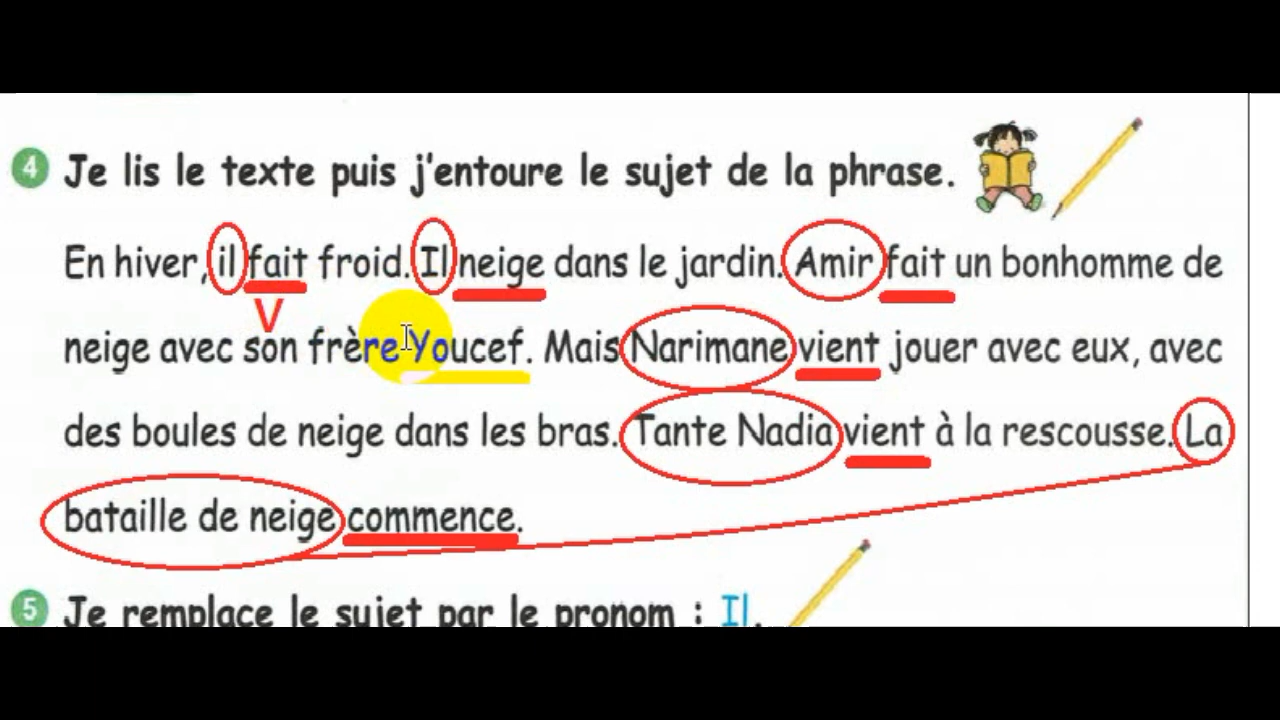 4 Je lis le texte puis j'entoure le sujet de la phrase.
En hiver, il fait froid. Il neige dans le jardin. Amir fait un bonhomme de
V
neige avec son frère Youcef. Mais Narimane vient jouer avec eux, avec
des boules de neige dans les bras. Tante Nadia vient à la rescousse. La
bataille de neige commence.
5 Je remplace le sujet par le pronom : Il.